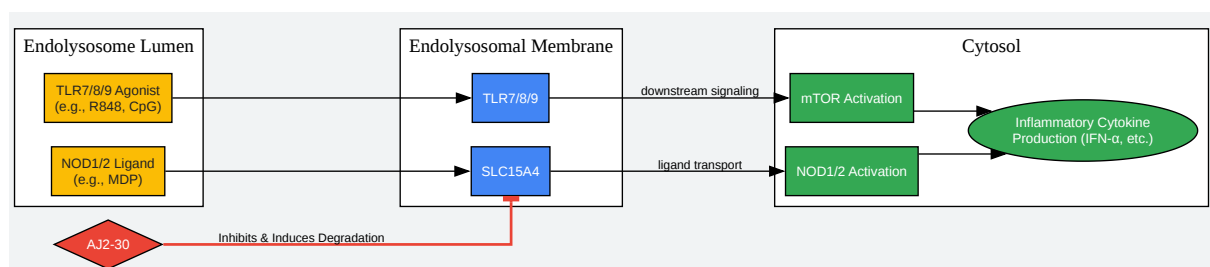 Endolysosome Lumen
Endolysosomal Membrane
Cytosol
TLR7/8/9 Agonist
(e.g., R848, CpG)
TLR7/8/9
downstream signaling
mTOR Activation
Inflammatory Cytokine
Production (IFN-α, etc.)
NOD1/2 Ligand
(e.g., MDP)
SLC15A4
ligand transport
NOD1/2 Activation
AJ2-30
Inhibits & Induces Degradation